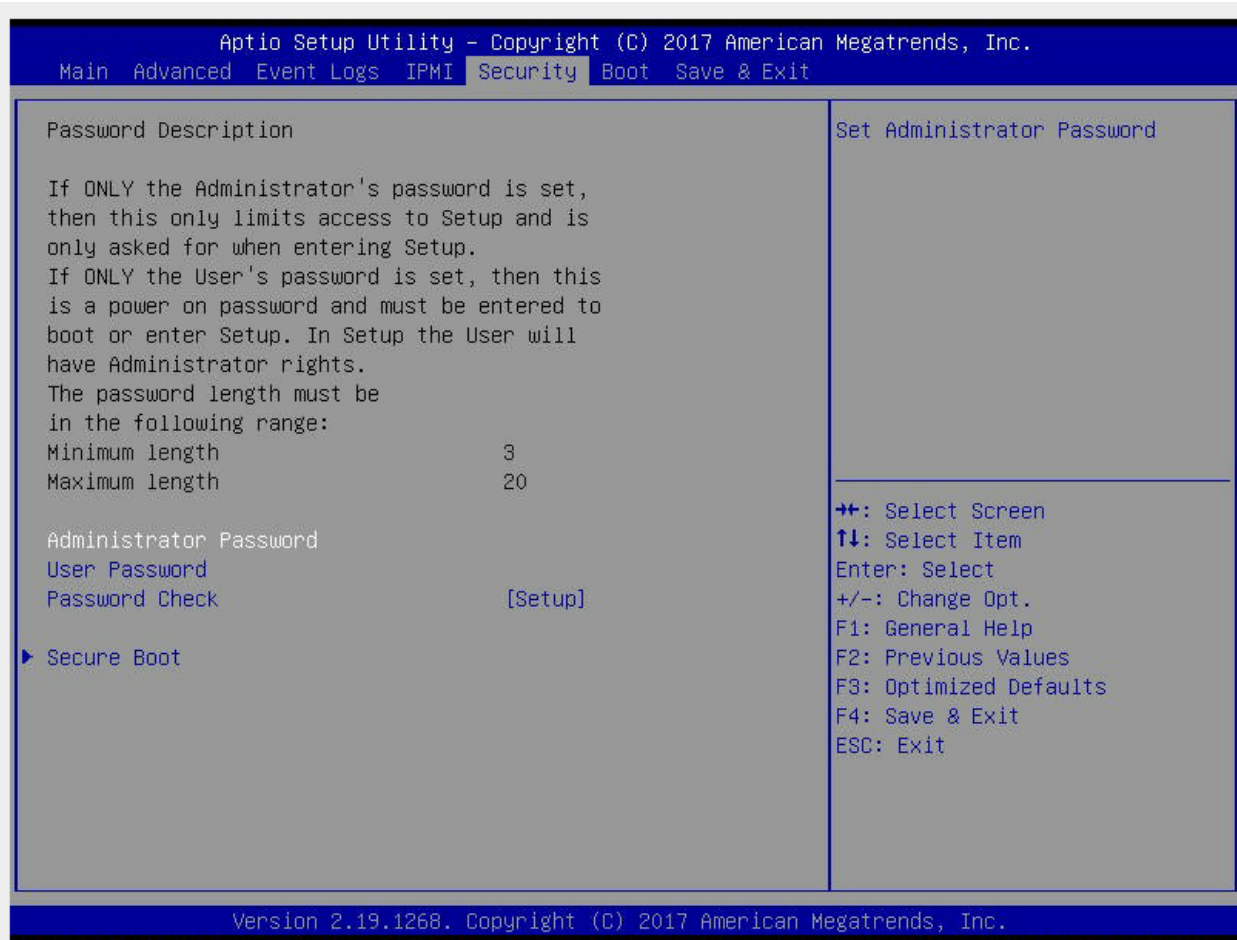 Aptio Setup Utility – Copyright (C) 2017 American Megatrends, Inc.
Main Advanced Event Logs IPMI Security Boot Save & Exit
Password Description
If ONLY the Administrator's password is set,
then this only limits access to Setup and is
only asked for when entering Setup.
If ONLY the User's password is set, then this
is a power on password and must be entered to
boot or enter Setup. In Setup the User will
have Administrator rights.
The password length must be
in the following range:
Minimum length 3
Maximum length 20
Administrator Password
User Password
Password Check [Setup]
Secure Boot
Set Administrator Password
→←: Select Screen
↑↓: Select Item
Enter: Select
+/-: Change Opt.
F1: General Help
F2: Previous Values
F3: Optimized Defaults
F4: Save & Exit
ESC: Exit
Version 2.19.1268. Copyright (C) 2017 American Megatrends, Inc.